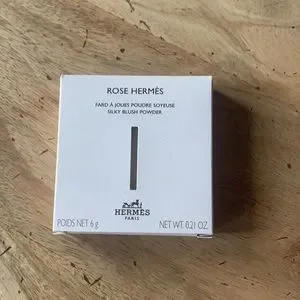 ROSE HERMÈS
FARD À JOUES POUDRE SOYEUSE
SILKY BLUSH POWDER
HERMÈS
PARIS
POIDS NET 6 g
NET WT. 0.21 OZ.